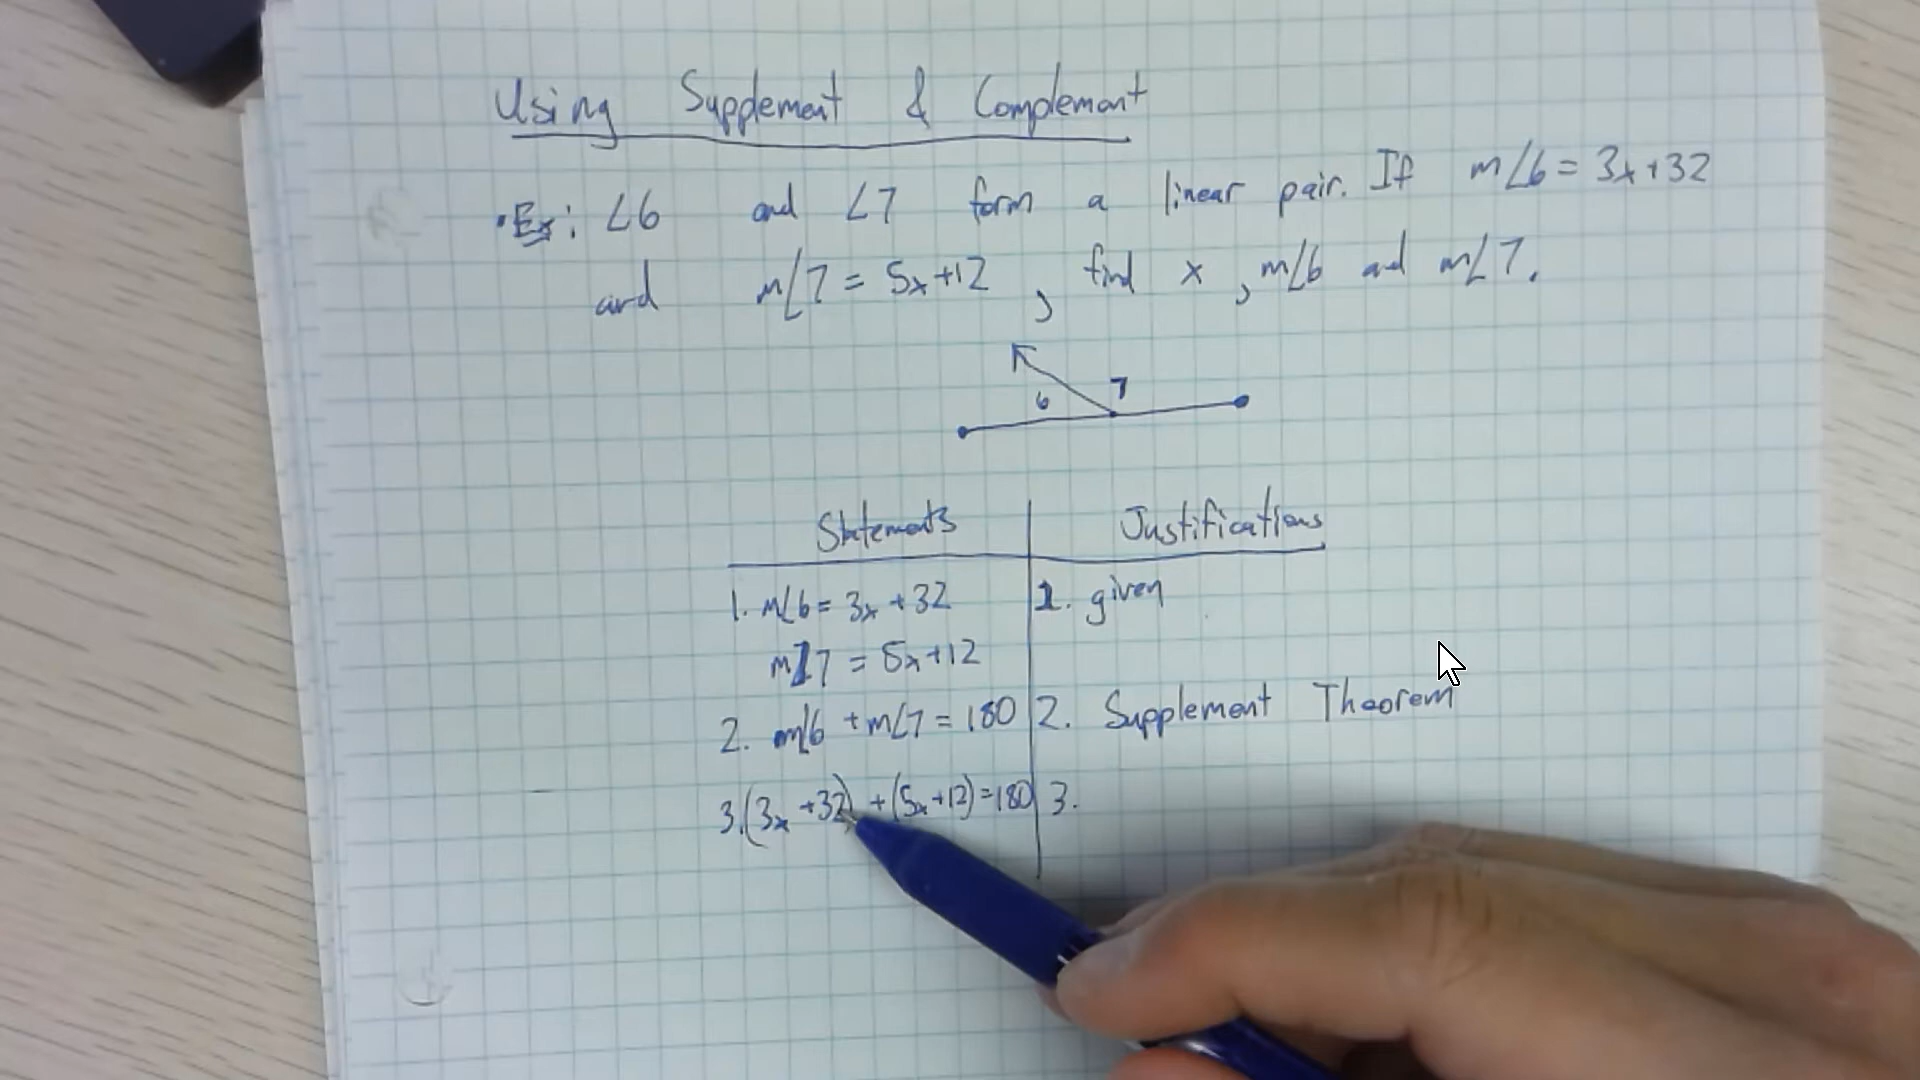 Using Supplement & Complement
• Ex: ∠6 and ∠7 form a linear pair. If m∠6 = 3x+32
and m∠7 = 5x+12 , find x , m∠6 and m∠7.
6 7
Statements Justifications
1. m∠6 = 3x +32 1. given
m∠7 = 5x+12
2. m∠6 + m∠7 = 180 2. Supplement Theorem
3. (3x +32) + (5x+12) = 180 3.